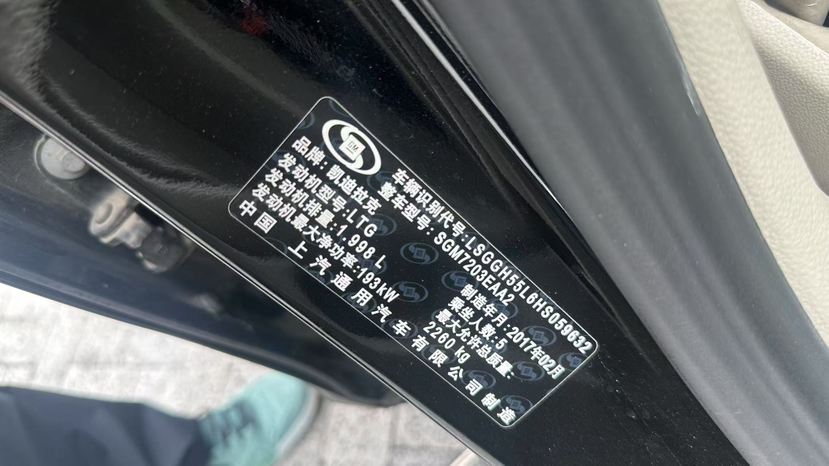 GM
车辆识别代号:LSGGH55L6HS059632
品牌:凯迪拉克 整车型号:SGM7203EAA2
发动机型号:LTG 制造年月:2017年02月
发动机排量:1.998 L 乘坐人数:5
发动机最大净功率:193kW 最大允许总质量:
2260 kg
中国 上汽通用汽车有限公司制造